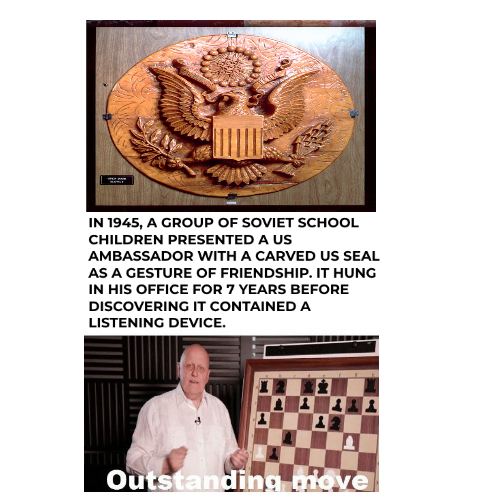 IN 1945, A GROUP OF SOVIET SCHOOL
CHILDREN PRESENTED A US
AMBASSADOR WITH A CARVED US SEAL
AS A GESTURE OF FRIENDSHIP. IT HUNG
IN HIS OFFICE FOR 7 YEARS BEFORE
DISCOVERING IT CONTAINED A
LISTENING DEVICE.
Outstanding move